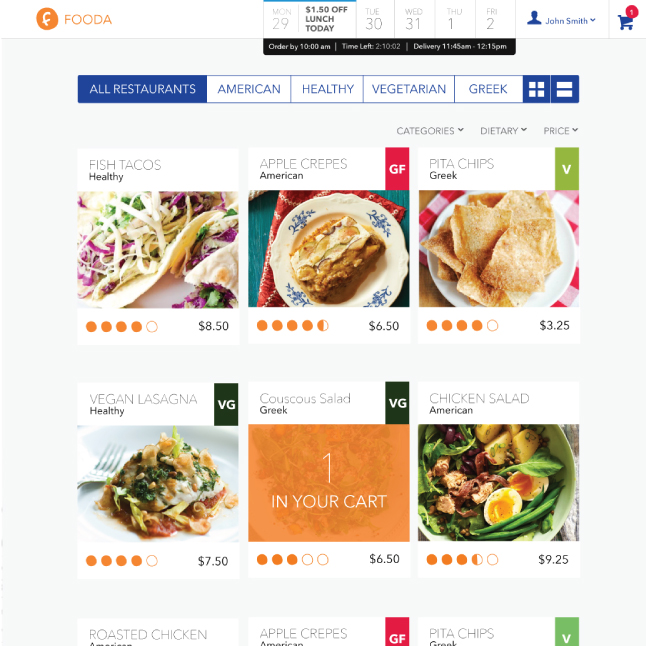 FOODA
MON
29
$1.50 OFF
LUNCH
TODAY
TUE
30
WED
31
THU
1
FRI
2
John Smith
1
Order by 10:00 am | Time Left: 2:10:02 | Delivery 11:45am - 12:15pm
ALL RESTAURANTS
AMERICAN
HEALTHY
VEGETARIAN
GREEK
CATEGORIES
DIETARY
PRICE
FISH TACOS
Healthy
$8.50
APPLE CREPES
American
GF
$6.50
PITA CHIPS
Greek
V
$3.25
VEGAN LASAGNA
Healthy
VG
$7.50
Couscous Salad
Greek
VG
1
IN YOUR CART
$6.50
CHICKEN SALAD
American
$9.25
ROASTED CHICKEN
American
APPLE CREPES
American
GF
PITA CHIPS
Greek
V